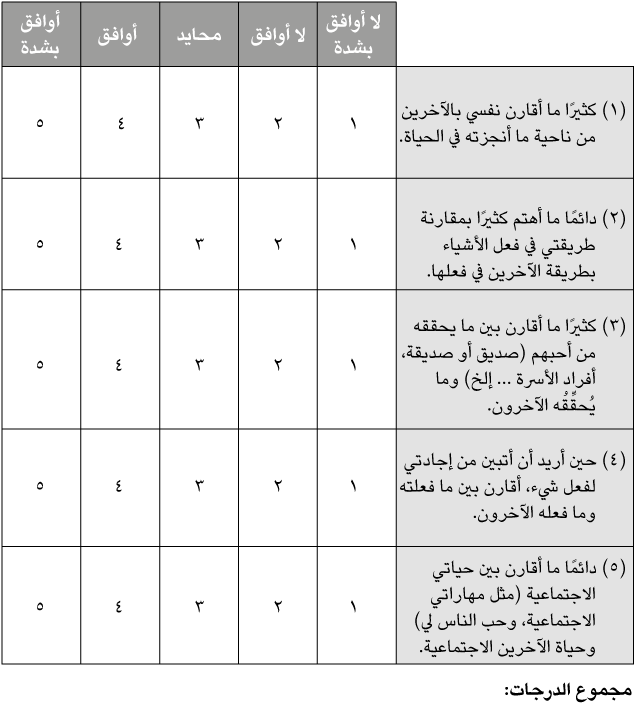 لا أوافق بشدة
لا أوافق
محايد
أوافق
أوافق بشدة
(١) كثيرًا ما أقارن نفسي بالآخرين
من ناحية ما أنجزته في الحياة.
١ ٢ ٣ ٤ ٥
(٢) دائمًا ما أهتم كثيرًا بمقارنة
طريقتي في فعل الأشياء
بطريقة الآخرين في فعلها.
١ ٢ ٣ ٤ ٥
(٣) كثيرًا ما أقارن بين ما يحققه
من أحبهم (صديق أو صديقة،
أفراد الأسرة … إلخ) وما
يُحقِّقُه الآخرون.
١ ٢ ٣ ٤ ٥
(٤) حين أريد أن أتبين من إجادتي
لفعل شيء، أقارن بين ما فعلته
وما فعله الآخرون.
١ ٢ ٣ ٤ ٥
(٥) دائمًا ما أقارن بين حياتي
الاجتماعية (مثل مهاراتي
الاجتماعية، وحب الناس لي)
وحياة الآخرين الاجتماعية.
١ ٢ ٣ ٤ ٥
مجموع الدرجات: